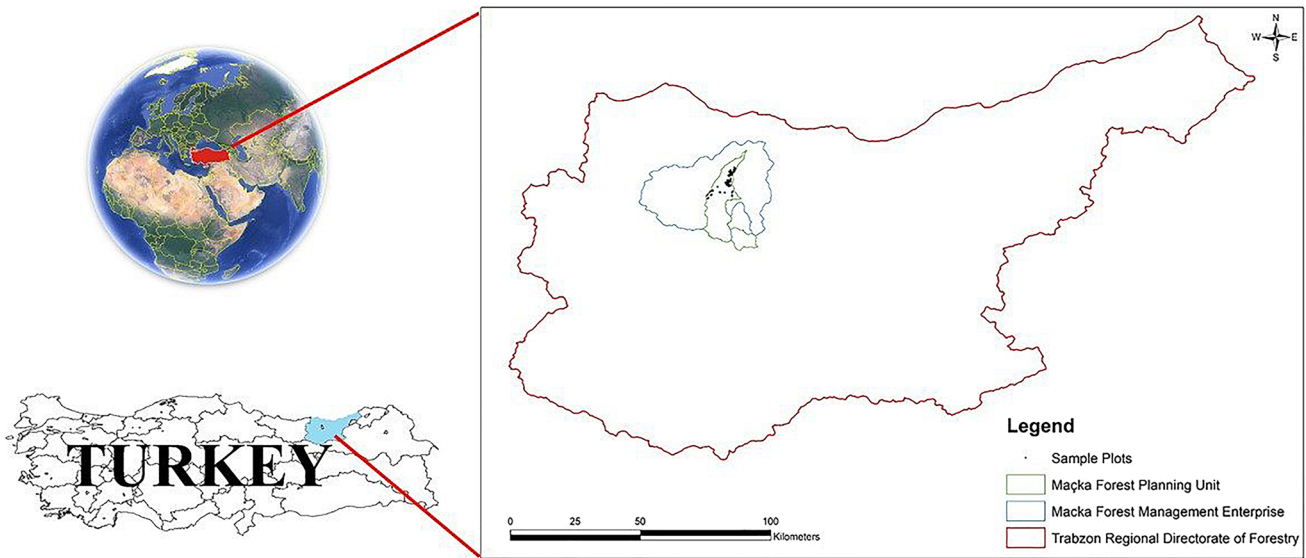 N
W E
S
TURKEY
Legend
Sample Plots
Maçka Forest Planning Unit
Macka Forest Management Enterprise
Trabzon Regional Directorate of Forestry
0 25 50 100
Kilometers